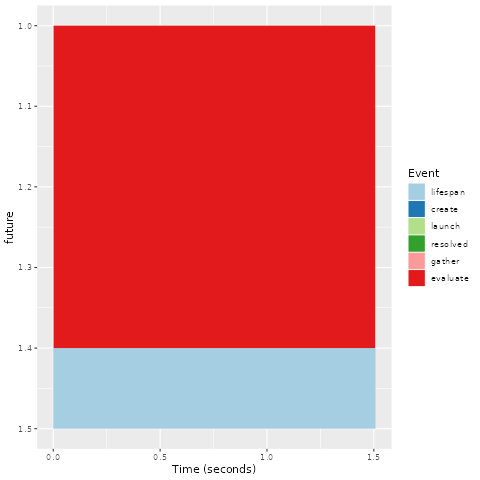 1.0
1.1
1.2
1.3
1.4
1.5
future
0.0
0.5
1.0
1.5
Time (seconds)
Event
lifespan
create
launch
resolved
gather
evaluate